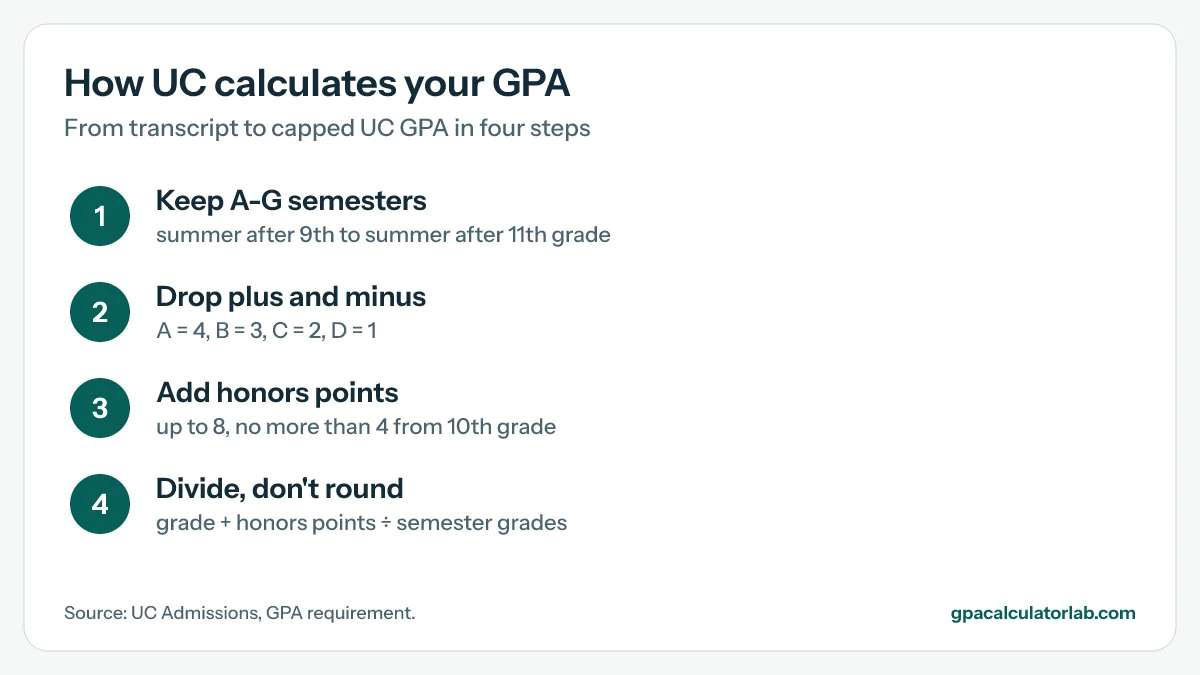 How UC calculates your GPA
From transcript to capped UC GPA in four steps
1
Keep A-G semesters
summer after 9th to summer after 11th grade
2
Drop plus and minus
A = 4, B = 3, C = 2, D = 1
3
Add honors points
up to 8, no more than 4 from 10th grade
4
Divide, don't round
grade + honors points ÷ semester grades
Source: UC Admissions, GPA requirement.
gpacalculatorlab.com